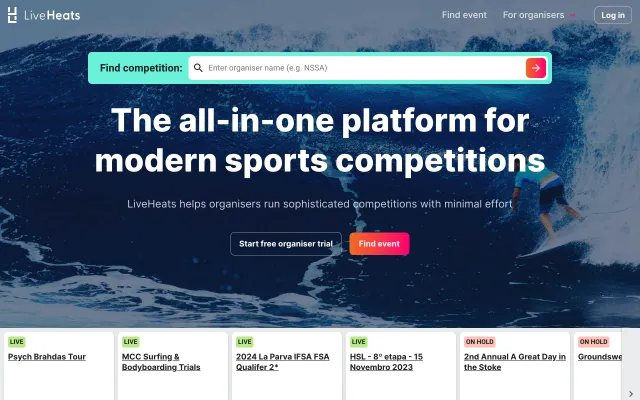 LiveHeats
Find event
For organisers
Log in
Find competition:
Enter organiser name (e.g. NSSA)
The all-in-one platform for
modern sports competitions
LiveHeats helps organisers run sophisticated competitions with minimal effort
Start free organiser trial
Find event
LIVE
Psych Brahdas Tour
LIVE
MCC Surfing &
Bodyboarding Trials
LIVE
2024 La Parva IFSA FSA
Qualifer 2*
LIVE
HSL - 8º etapa - 15
Novembro 2023
ON HOLD
2nd Annual A Great Day in
the Stoke
ON HOLD
Groundswe